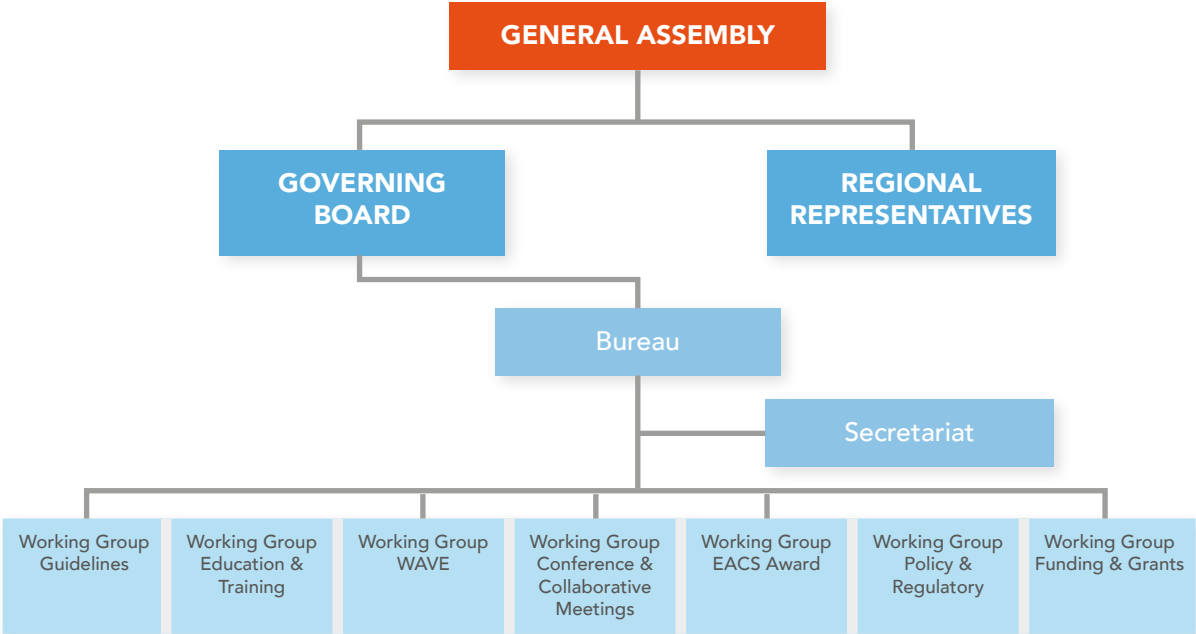 GENERAL ASSEMBLY
GOVERNING
BOARD
REGIONAL
REPRESENTATIVES
Bureau
Secretariat
Working Group
Guidelines
Working Group
Education &
Training
Working Group
WAVE
Working Group
Conference &
Collaborative
Meetings
Working Group
EACS Award
Working Group
Policy &
Regulatory
Working Group
Funding & Grants